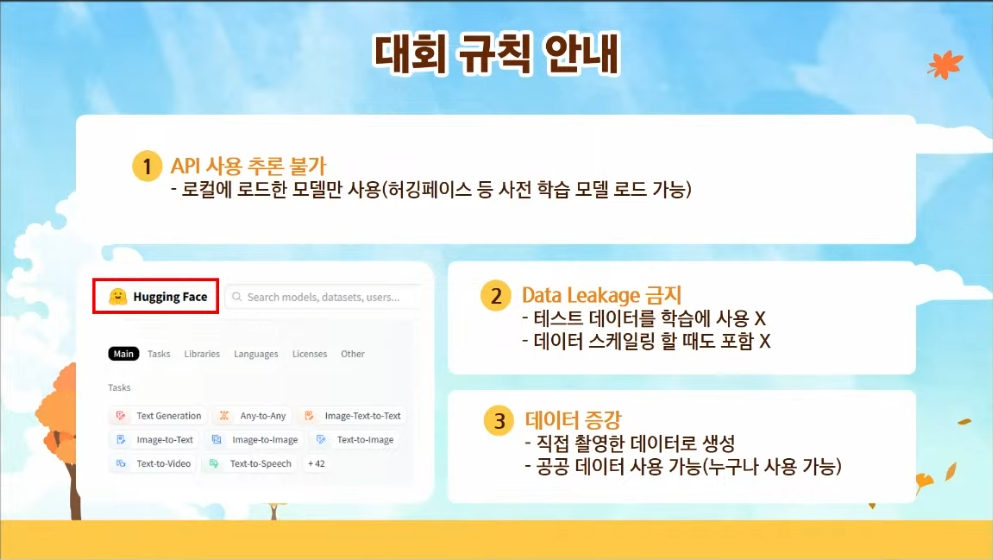 대회 규칙 안내
1 API 사용 추론 불가
- 로컬에 로드한 모델만 사용(허깅페이스 등 사전 학습 모델 로드 가능)
Hugging Face
Search models, datasets, users...
Main Tasks Libraries Languages Licenses Other
Tasks
Text Generation Any-to-Any Image-Text-to-Text
Image-to-Text Image-to-Image Text-to-Image
Text-to-Video Text-to-Speech + 42
2 Data Leakage 금지
- 테스트 데이터를 학습에 사용 X
- 데이터 스케일링 할 때도 포함 X
3 데이터 증강
- 직접 촬영한 데이터로 생성
- 공공 데이터 사용 가능(누구나 사용 가능)